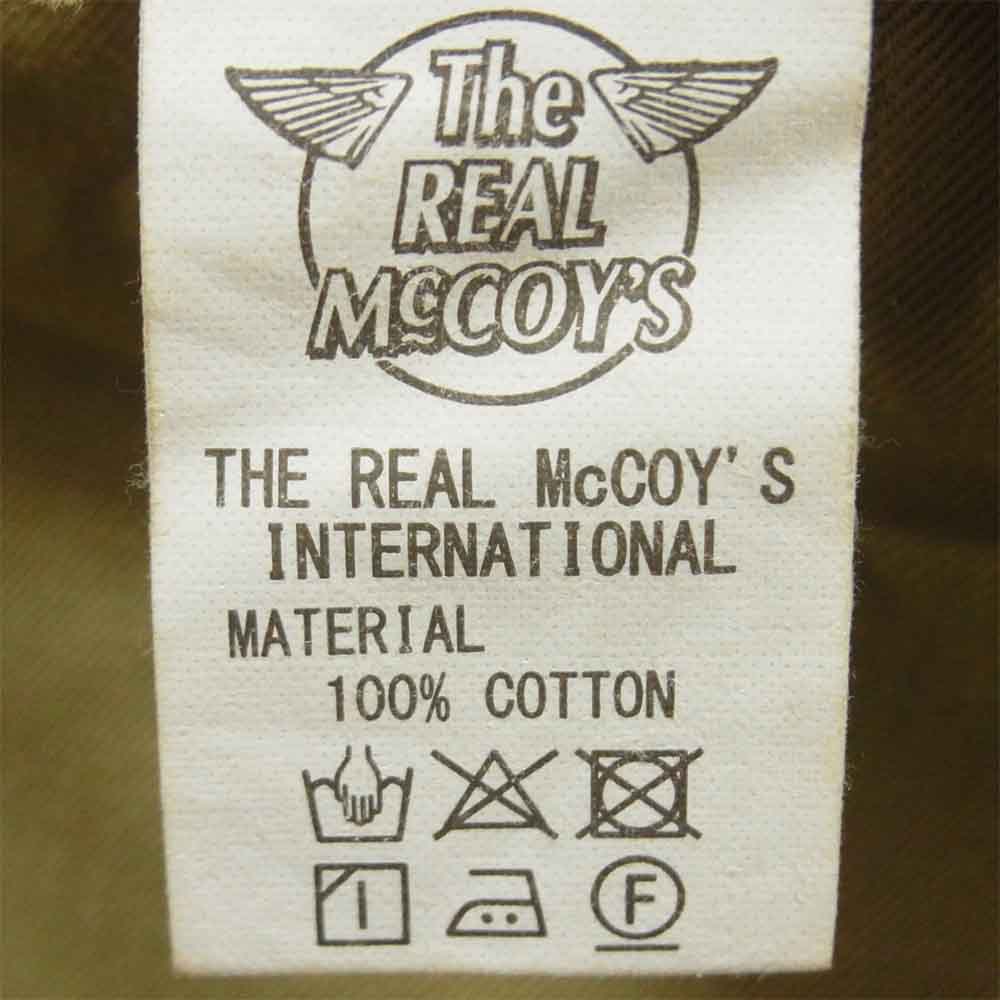 The
REAL
McCOY'S
THE REAL McCOY'S
INTERNATIONAL
MATERIAL
100% COTTON
F